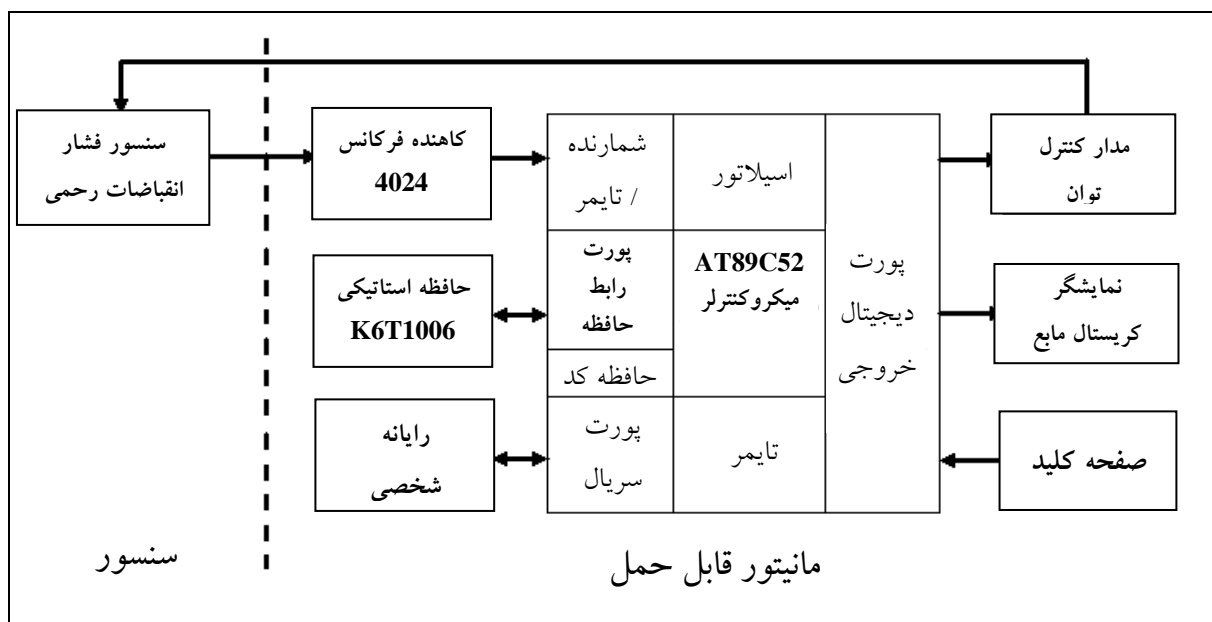 سنسور فشار
انقباضات رحمی
کاهنده فرکانس
4024
شمارنده
/ تایمر
اسیلاتور
مدار کنترل
توان
حافظه استاتیکی
K6T1006
پورت
رابط
حافظه
AT89C52
میکروکنترلر
پورت
دیجیتال
خروجی
نمایشگر
کریستال مایع
حافظه کد
رایانه
شخصی
پورت
سریال
تایمر
صفحه کلید
سنسور
مانیتور قابل حمل